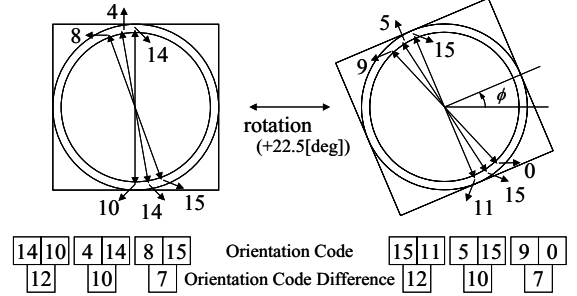 4
8
14
10
14
15
rotation
(+22.5[deg])
5
15
9
ϕ
0
15
11
14 10 4 14 8 15 Orientation Code 15 11 5 15 9 0
12 10 7 Orientation Code Difference 12 10 7